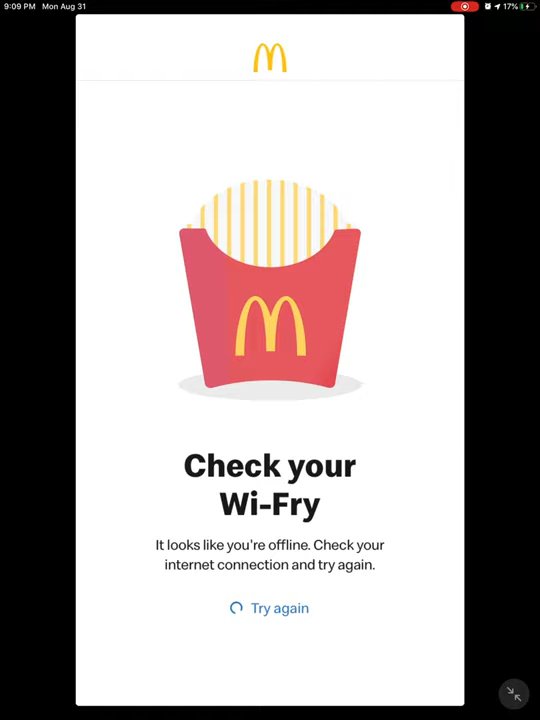 9:09 PM Mon Aug 31 17%
Check your
Wi-Fry
It looks like you're offline. Check your
internet connection and try again.
Try again